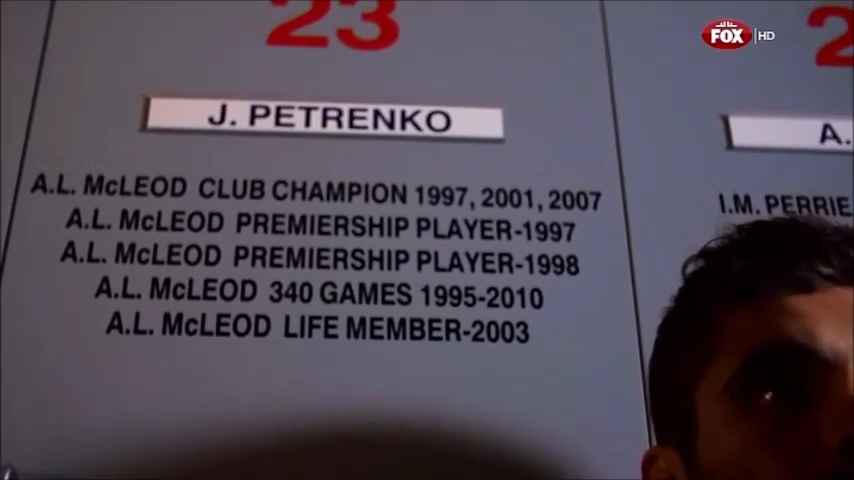 23
J. PETRENKO
A.L. McLEOD CLUB CHAMPION 1997, 2001, 2007
A.L. McLEOD PREMIERSHIP PLAYER-1997
A.L. McLEOD PREMIERSHIP PLAYER-1998
A.L. McLEOD 340 GAMES 1995-2010
A.L. McLEOD LIFE MEMBER-2003
FOX HD
2
A.
I.M. PERRIE